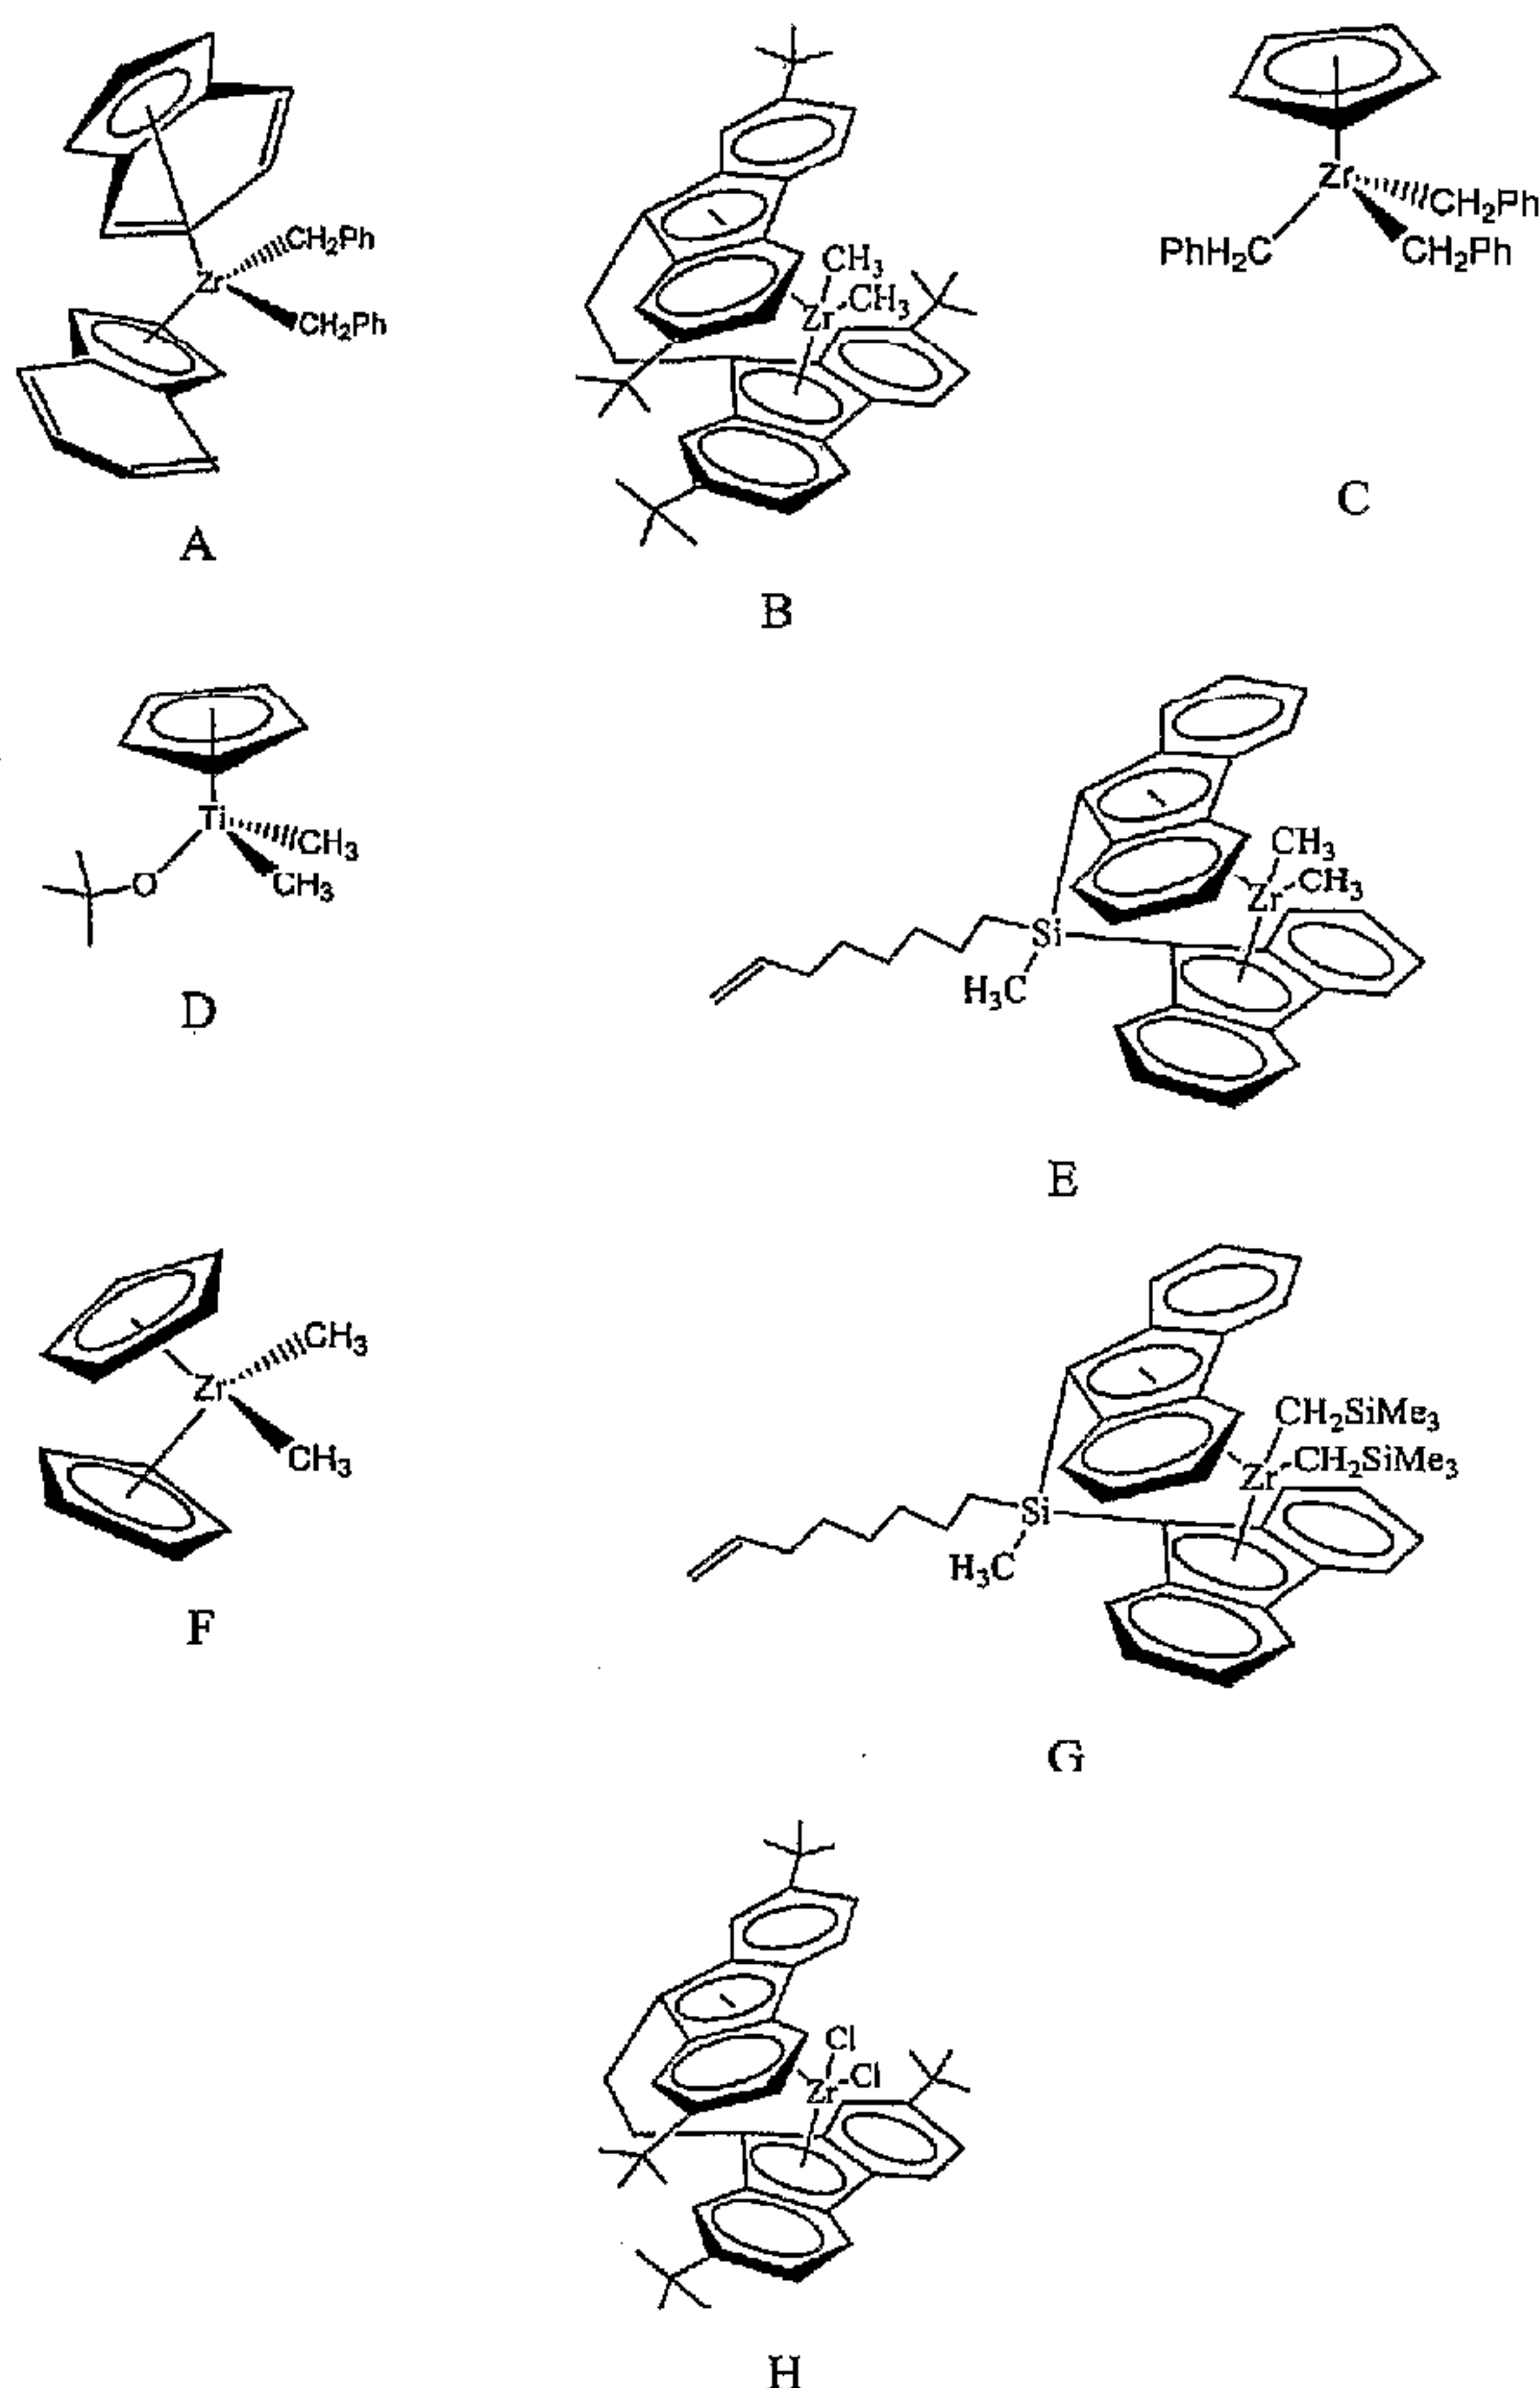 Zr
CH2Ph
CH2Ph
A
CH3
CH3
Zr
B
Zr
CH2Ph
CH2Ph
PhH2C
C
Ti
CH3
CH3
O
D
CH3
CH3
Zr
Si
H3C
E
CH3
Zr
CH3
F
CH2SiMe3
CH2SiMe3
Zr
Si
H3C
G
Cl
Cl
Zr
H